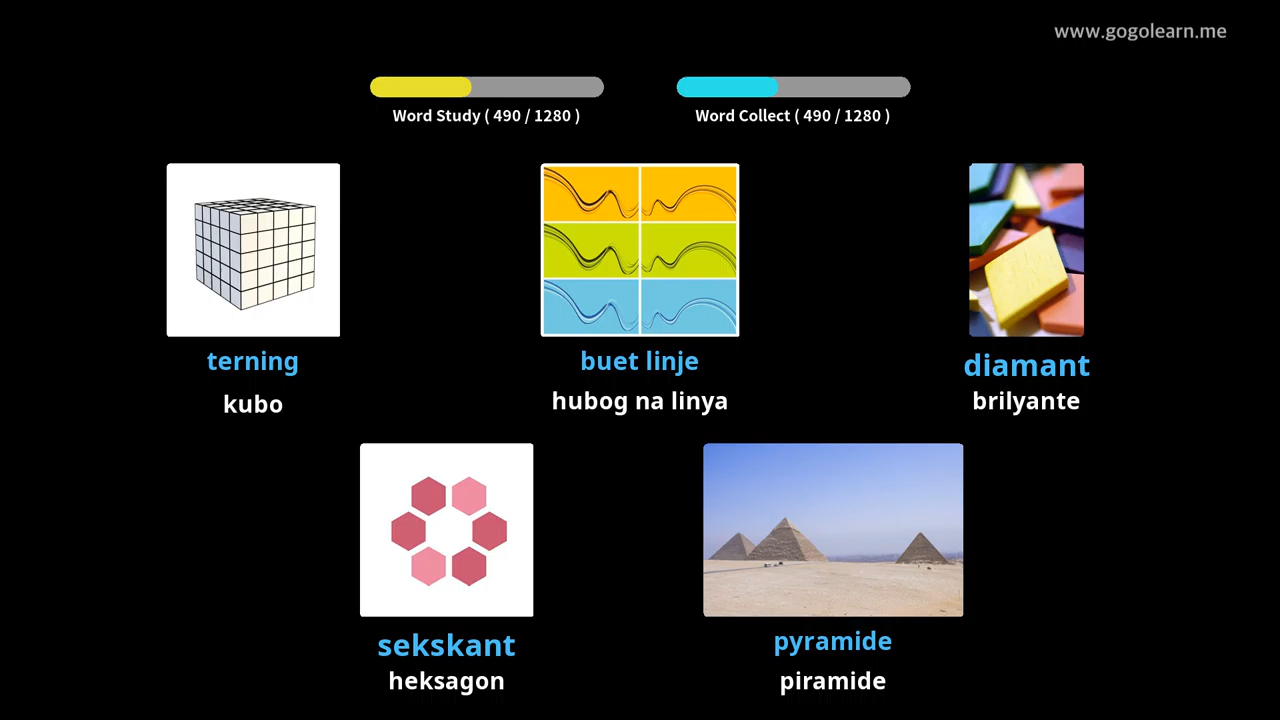 www.gogolearn.me
Word Study ( 490 / 1280 )
Word Collect ( 490 / 1280 )
terning
kubo
buet linje
hubog na linya
diamant
brilyante
sekskant
heksagon
pyramide
piramide